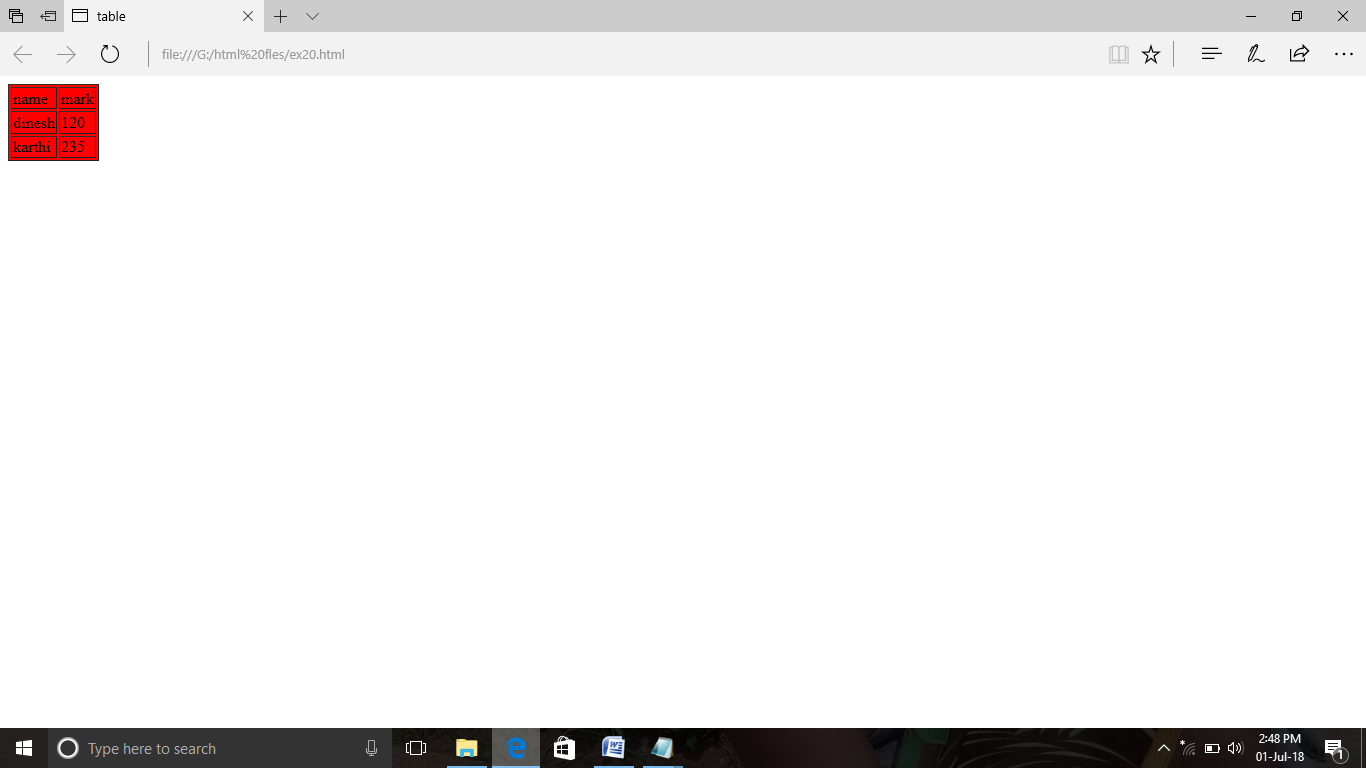 table
file:///G:/html%20fles/ex20.html
name mark
dinesh 120
karthi 235
Type here to search
2:48 PM
01-Jul-18
1